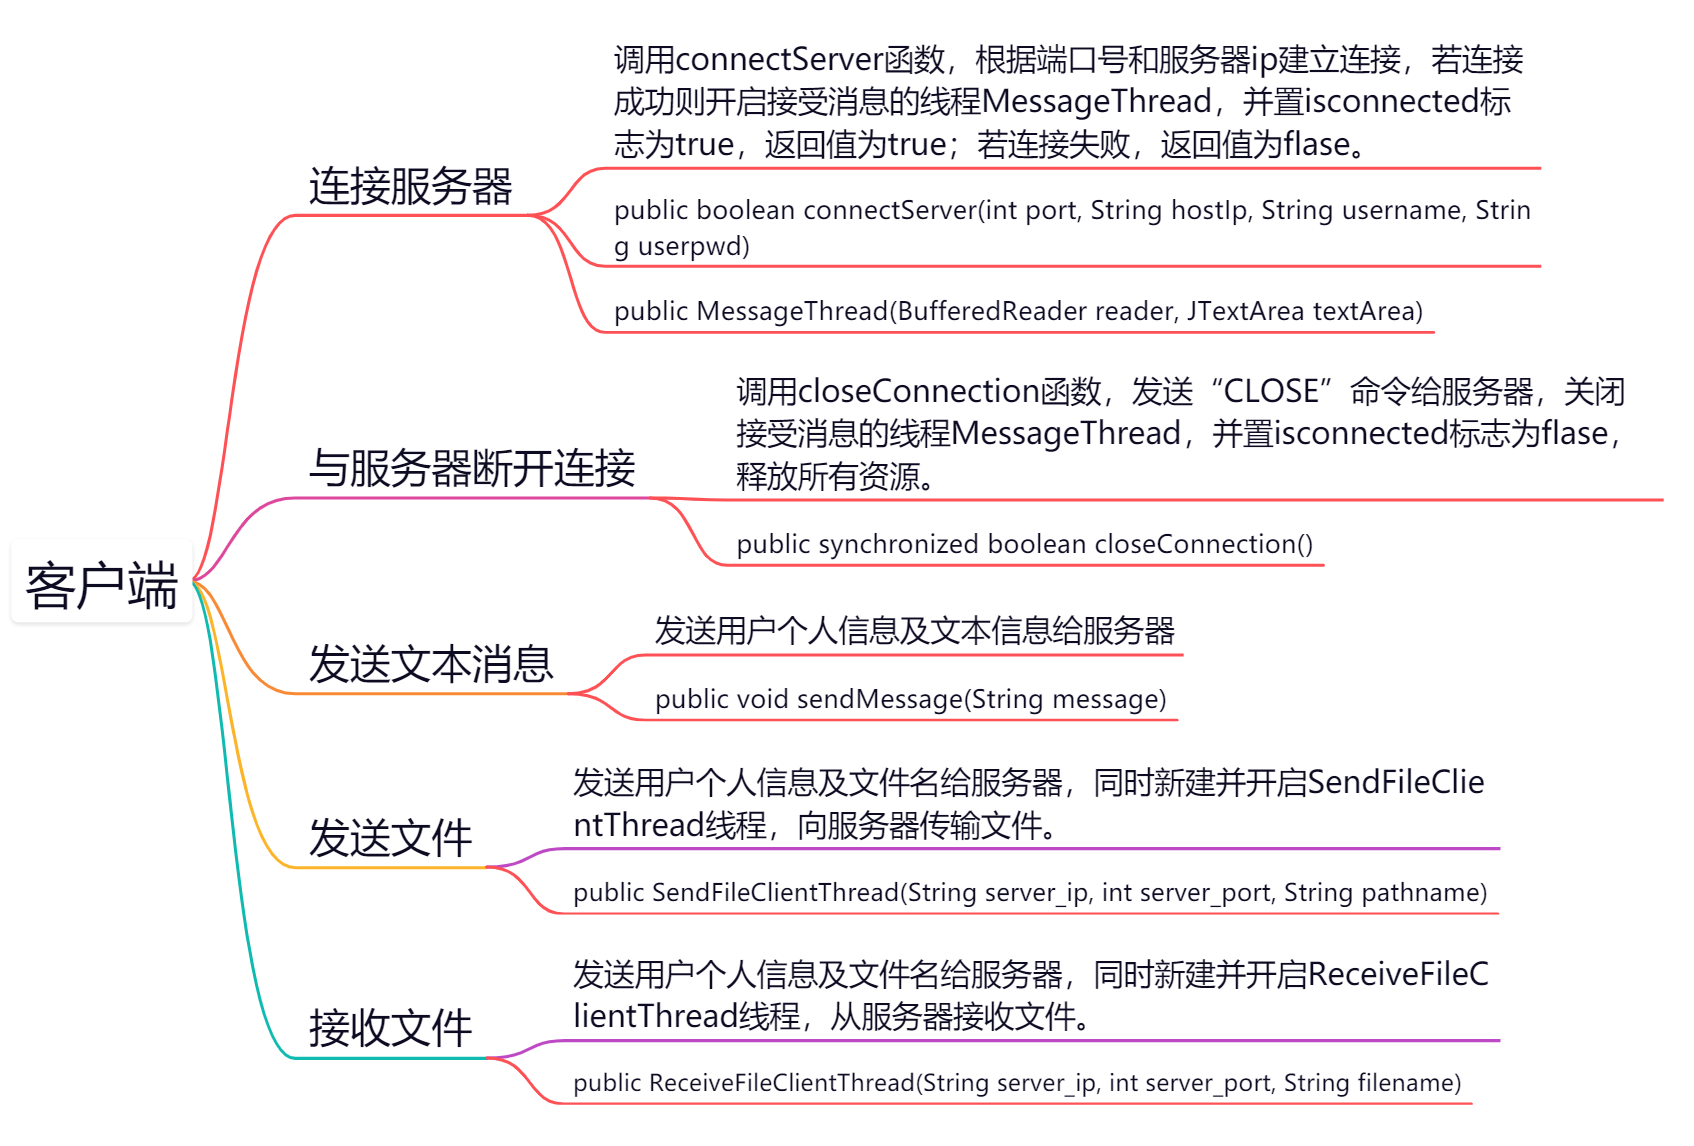 客户端
连接服务器
调用connectServer函数，根据端口号和服务器ip建立连接，若连接
成功则开启接受消息的线程MessageThread，并置isconnected标
志为true，返回值为true；若连接失败，返回值为flase。
public boolean connectServer(int port, String hostIp, String username, Strin
g userpwd)
public MessageThread(BufferedReader reader, JTextArea textArea)
与服务器断开连接
调用closeConnection函数，发送“CLOSE”命令给服务器，关闭
接受消息的线程MessageThread，并置isconnected标志为flase，
释放所有资源。
public synchronized boolean closeConnection()
发送文本消息
发送用户个人信息及文本信息给服务器
public void sendMessage(String message)
发送文件
发送用户个人信息及文件名给服务器，同时新建并开启SendFileClie
ntThread线程，向服务器传输文件。
public SendFileClientThread(String server_ip, int server_port, String pathname)
接收文件
发送用户个人信息及文件名给服务器，同时新建并开启ReceiveFileC
lientThread线程，从服务器接收文件。
public ReceiveFileClientThread(String server_ip, int server_port, String filename)